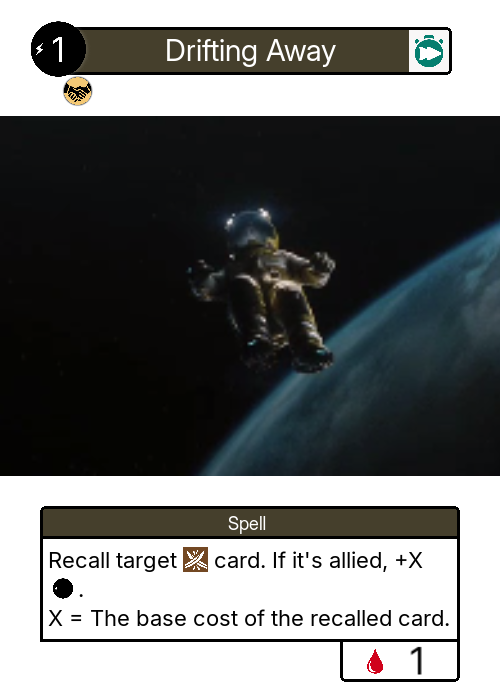 1 Drifting Away
Spell
Recall target card. If it's allied, +X
.
X = The base cost of the recalled card.
1